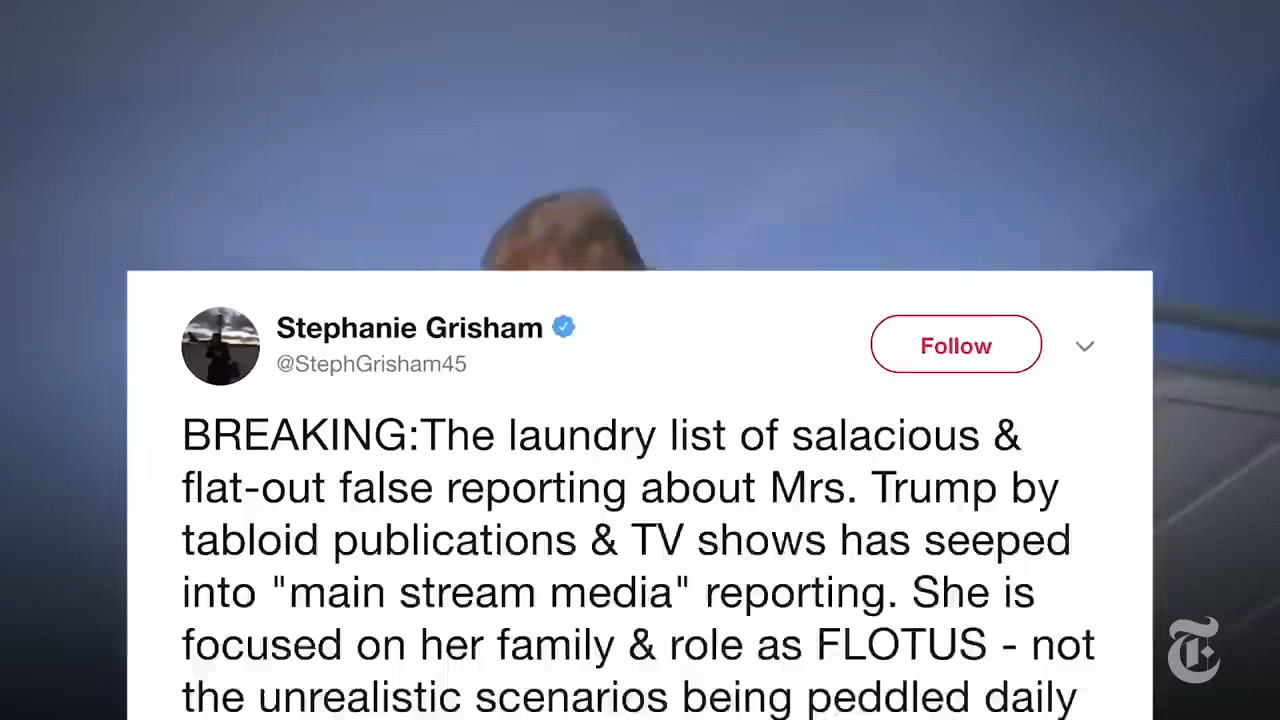 Stephanie Grisham
@StephGrisham45
Follow
BREAKING:The laundry list of salacious &
flat-out false reporting about Mrs. Trump by
tabloid publications & TV shows has seeped
into "main stream media" reporting. She is
focused on her family & role as FLOTUS - not
the unrealistic scenarios being peddled daily
T